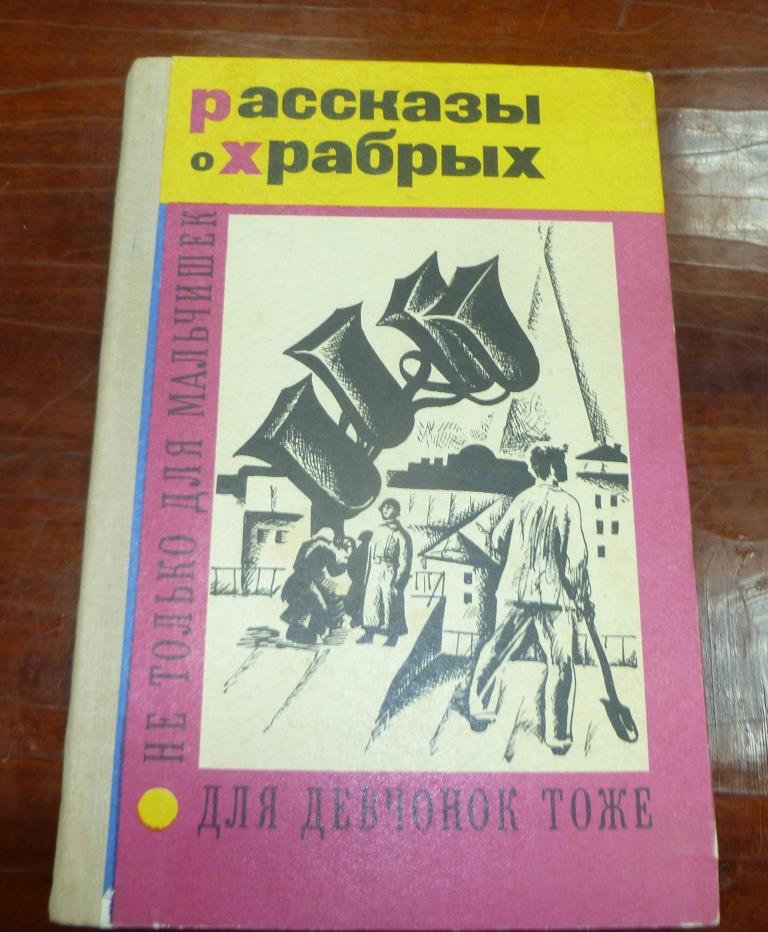 рассказы
о храбрых
НЕ ТОЛЬКО ДЛЯ МАЛЬЧИШЕК
ДЛЯ ДЕВЧОНОК ТОЖЕ